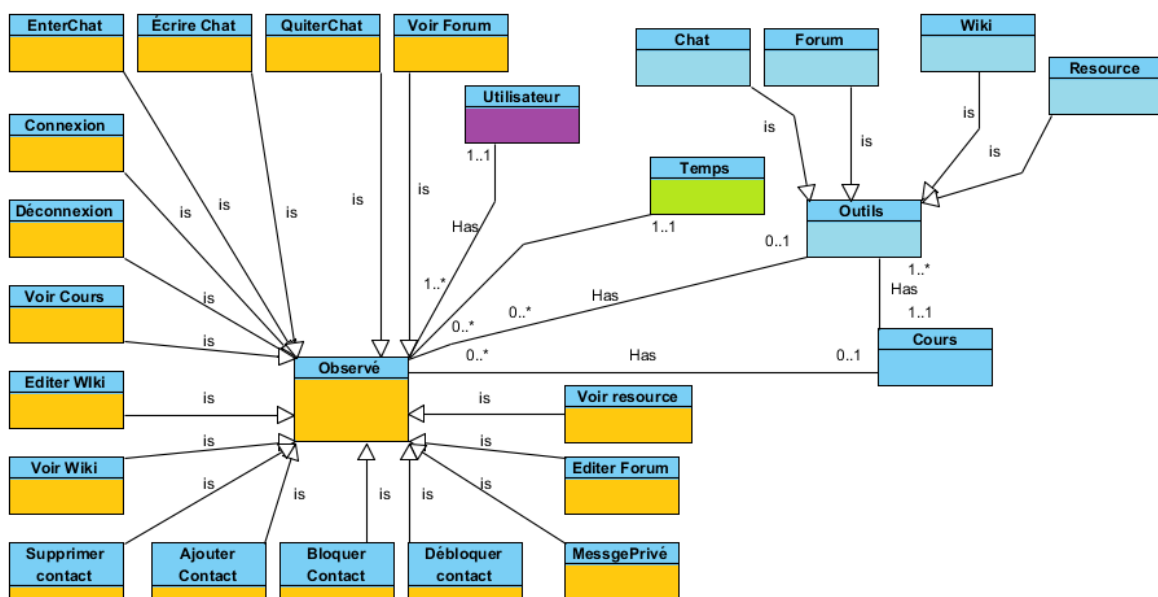 EnterChat
Écrire Chat
QuiterChat
Voir Forum
Chat
Forum
Wiki
Resource
Utilisateur
1..1
Connexion
Temps
1..1
is
is
is
is
is
is
is
is
is
is
Déconnexion
Outils
Has
0..1
1..*
Has
1..1
Voir Cours
is
is
1..*
Has
0..*
0..*
0..*
Has
0..1
Cours
Observé
Editer WIki
is
is
Voir resource
Voir Wiki
is
is
is
is
is
is
is
Editer Forum
Supprimer
contact
Ajouter
Contact
Bloquer
Contact
Débloquer
contact
MessgePrivé